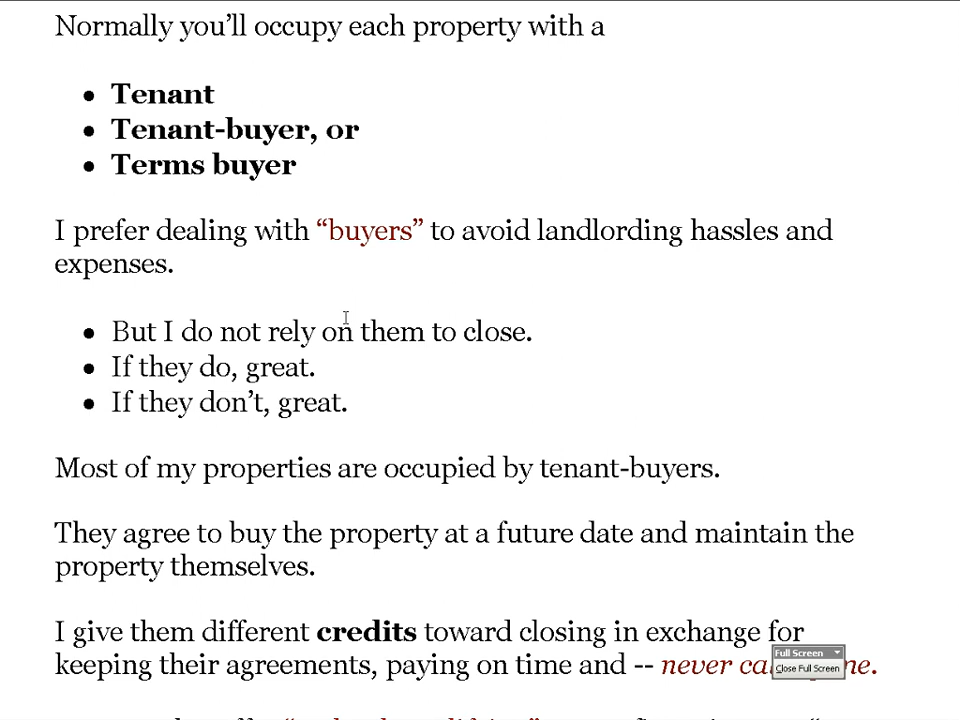 Normally you’ll occupy each property with a
• Tenant
• Tenant-buyer, or
• Terms buyer
I prefer dealing with “buyers” to avoid landlording hassles and
expenses.
• But I do not rely on them to close.
• If they do, great.
• If they don’t, great.
Most of my properties are occupied by tenant-buyers.
They agree to buy the property at a future date and maintain the
property themselves.
I give them different credits toward closing in exchange for
keeping their agreements, paying on time and -- never
Full Screen
Close Full Screen